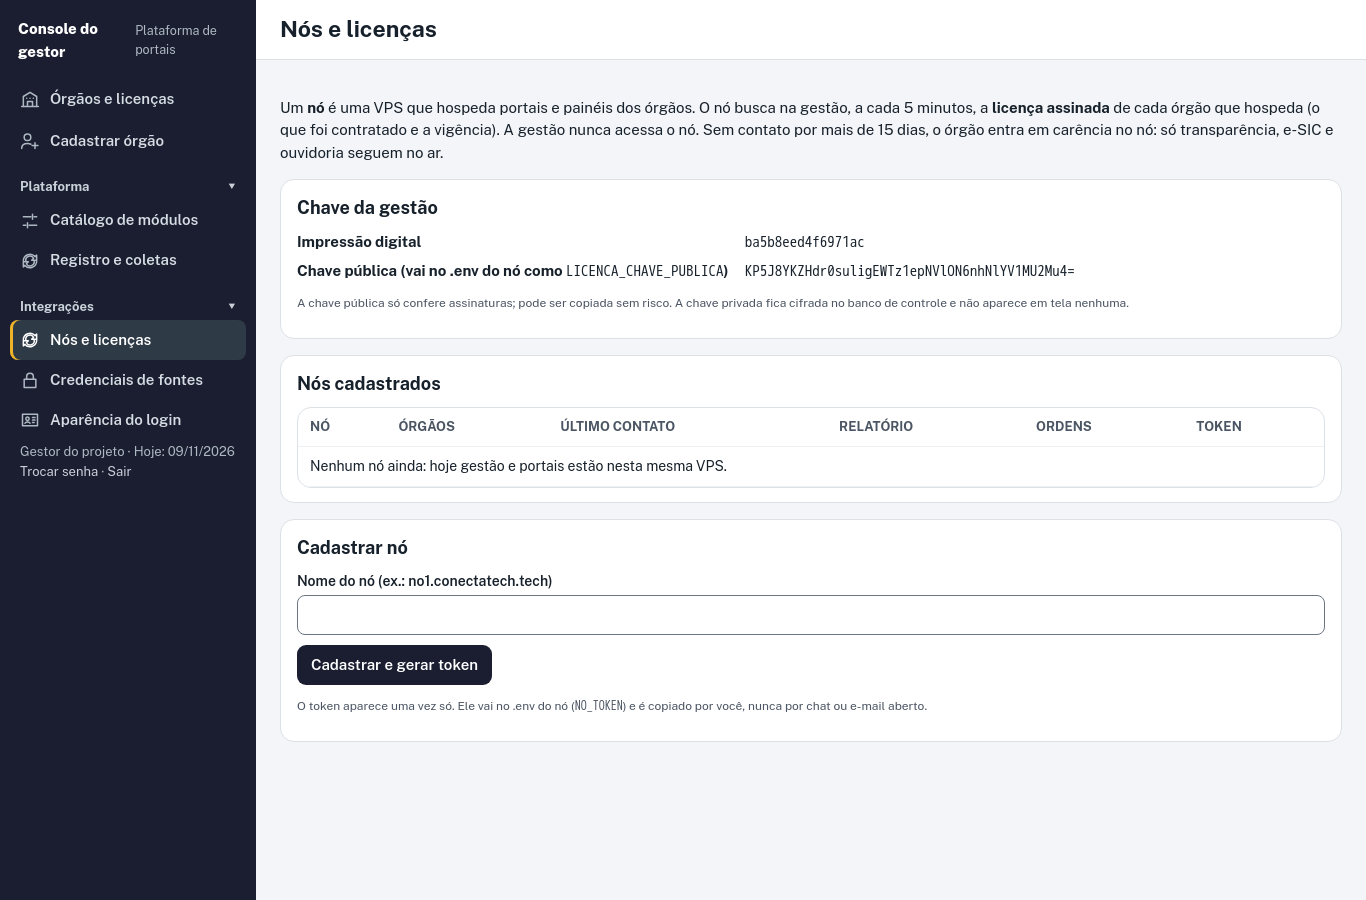 Console do gestor
Plataforma de portais
Órgãos e licenças
Cadastrar órgão
Plataforma ▼
Catálogo de módulos
Registro e coletas
Integrações ▼
Nós e licenças
Credenciais de fontes
Aparência do login
Gestor do projeto · Hoje: 09/11/2026
Trocar senha · Sair
Nós e licenças
Um nó é uma VPS que hospeda portais e painéis dos órgãos. O nó busca na gestão, a cada 5 minutos, a licença assinada de cada órgão que hospeda (o
que foi contratado e a vigência). A gestão nunca acessa o nó. Sem contato por mais de 15 dias, o órgão entra em carência no nó: só transparência, e-SIC e
ouvidoria seguem no ar.
Chave da gestão
Impressão digital ba5b8eed4f6971ac
Chave pública (vai no .env do nó como LICENCA_CHAVE_PUBLICA) KP5J8YKZHdr0suligEWTz1epNVlON6nhNlYV1MU2Mu4=
A chave pública só confere assinaturas; pode ser copiada sem risco. A chave privada fica cifrada no banco de controle e não aparece em tela nenhuma.
Nós cadastrados
NÓ ÓRGÃOS ÚLTIMO CONTATO RELATÓRIO ORDENS TOKEN
Nenhum nó ainda: hoje gestão e portais estão nesta mesma VPS.
Cadastrar nó
Nome do nó (ex.: no1.conectatech.tech)
Cadastrar e gerar token
O token aparece uma vez só. Ele vai no .env do nó (NO_TOKEN) e é copiado por você, nunca por chat ou e-mail aberto.